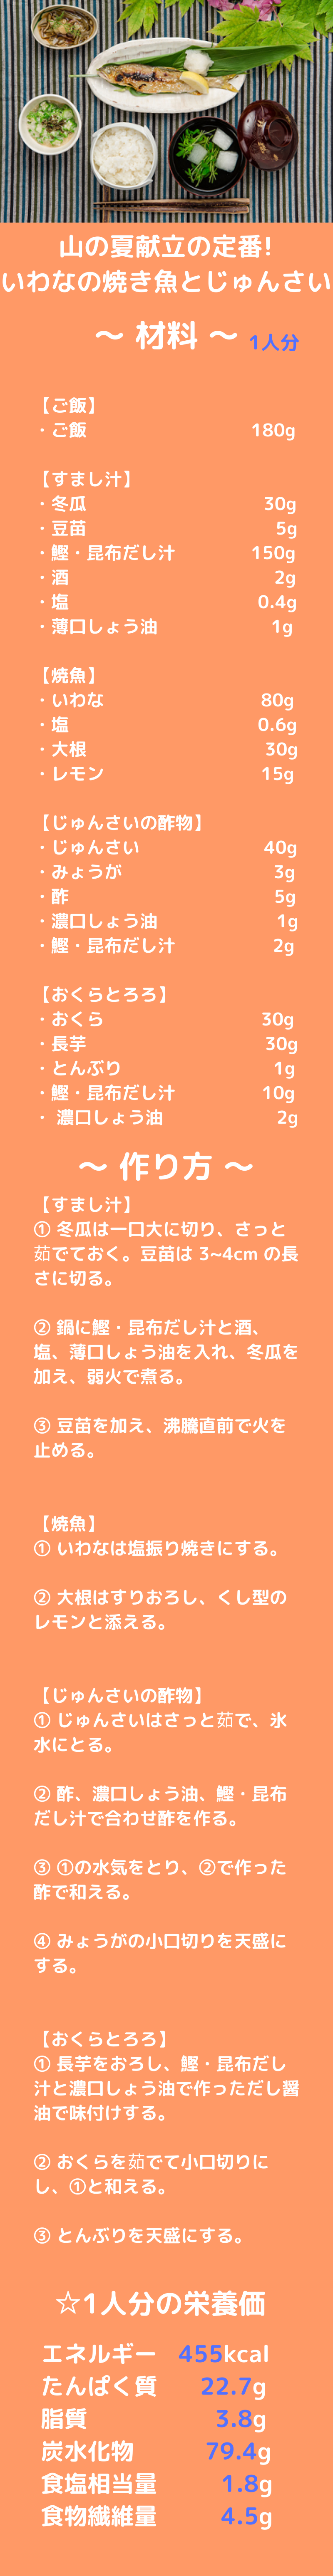 山の夏献立の定番!
いわなの焼き魚とじゅんさい
～ 材料 ～ 1人分
【ご飯】
・ご飯 180g
【すまし汁】
・冬瓜 30g
・豆苗 5g
・鰹・昆布だし汁 150g
・酒 2g
・塩 0.4g
・薄口しょう油 1g
【焼魚】
・いわな 80g
・塩 0.6g
・大根 30g
・レモン 15g
【じゅんさいの酢物】
・じゅんさい 40g
・みょうが 3g
・酢 5g
・濃口しょう油 1g
・鰹・昆布だし汁 2g
【おくらとろろ】
・おくら 30g
・長芋 30g
・とんぶり 1g
・鰹・昆布だし汁 10g
・ 濃口しょう油 2g
～ 作り方 ～
【すまし汁】
① 冬瓜は一口大に切り、さっと
茹でておく。豆苗は 3~4cm の長
さに切る。
② 鍋に鰹・昆布だし汁と酒、
塩、薄口しょう油を入れ、冬瓜を
加え、弱火で煮る。
③ 豆苗を加え、沸騰直前で火を
止める。
【焼魚】
① いわなは塩振り焼きにする。
② 大根はすりおろし、くし型の
レモンと添える。
【じゅんさいの酢物】
① じゅんさいはさっと茹で、氷
水にとる。
② 酢、濃口しょう油、鰹・昆布
だし汁で合わせ酢を作る。
③ ①の水気をとり、②で作った
酢で和える。
④ みょうがの小口切りを天盛に
する。
【おくらとろろ】
① 長芋をおろし、鰹・昆布だし
汁と濃口しょう油で作っただし醤
油で味付けする。
② おくらを茹でて小口切りに
し、①と和える。
③ とんぶりを天盛にする。
☆1人分の栄養価
エネルギー 455kcal
たんぱく質 22.7g
脂質 3.8g
炭水化物 79.4g
食塩相当量 1.8g
食物繊維量 4.5g